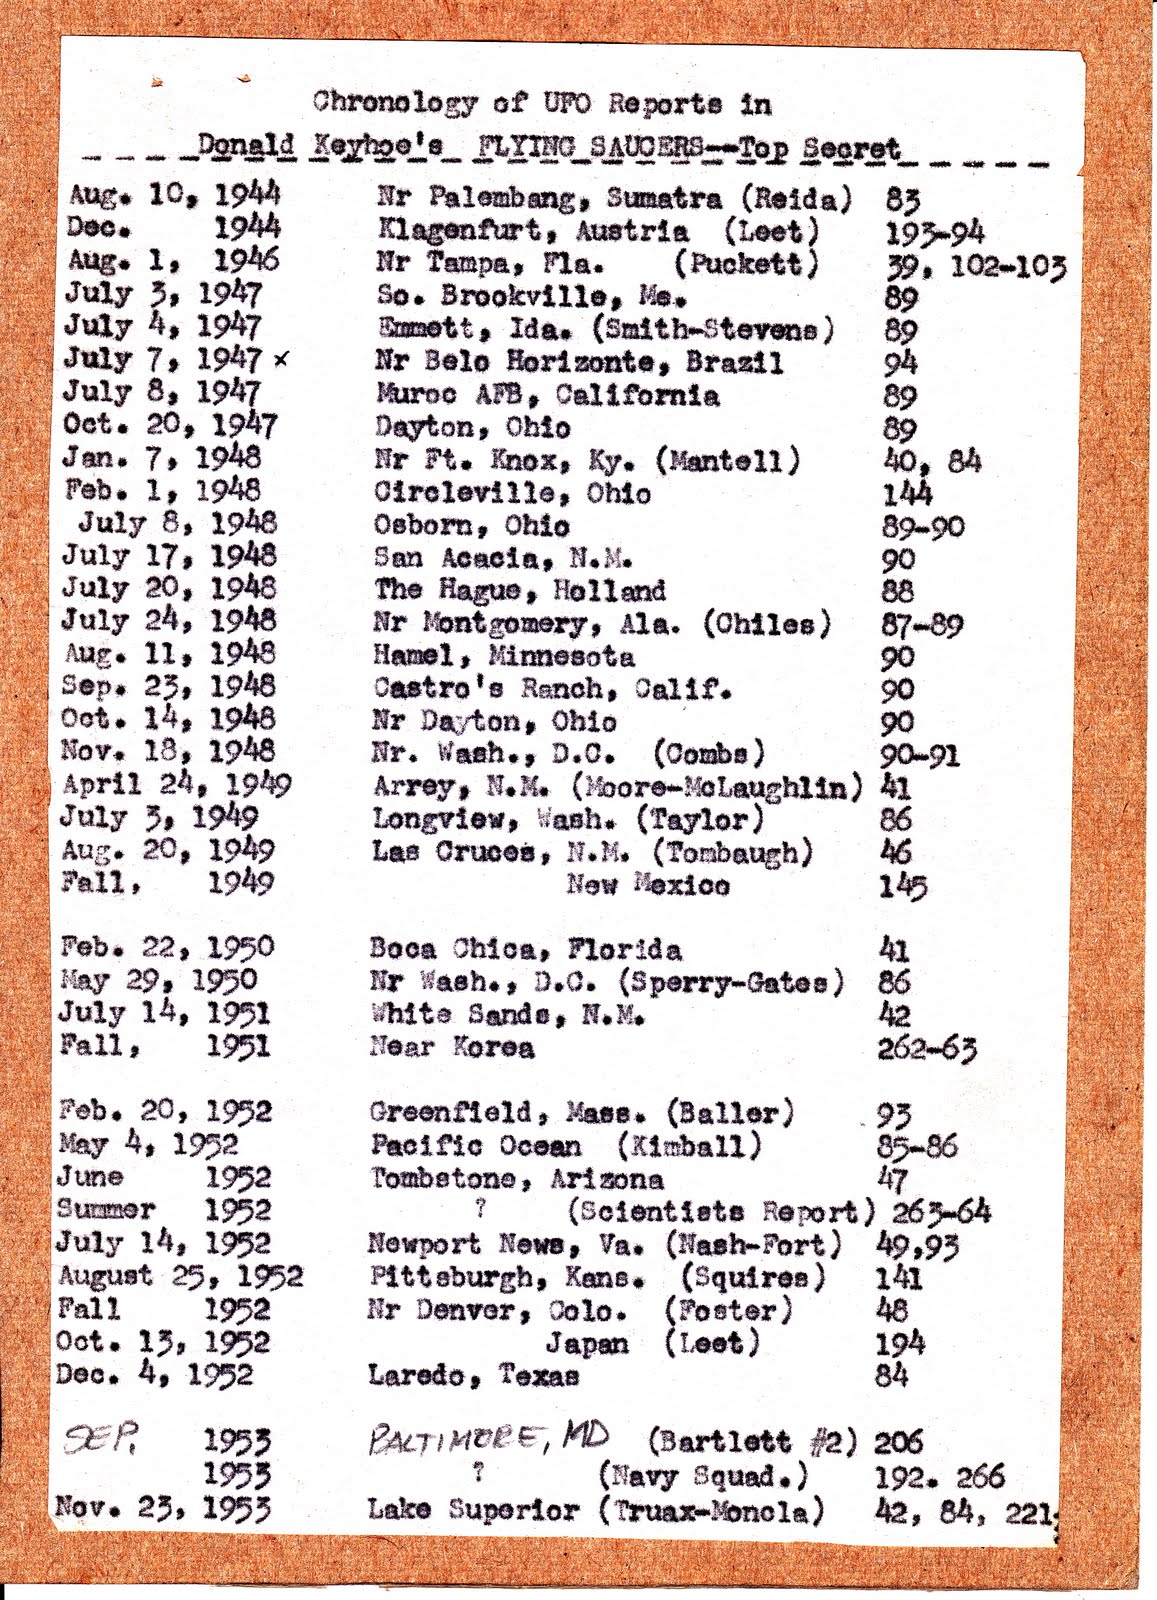 Chronology of UFO Reports in
Donald Keyhoe's FLYING SAUCERS--Top Secret
Aug. 10, 1944 Nr Palembang, Sumatra (Reida) 83
Dec. 1944 Klagenfurt, Austria (Leet) 193-94
Aug. 1, 1946 Nr Tampa, Fla. (Puckett) 39, 102-103
July 3, 1947 So. Brookville, Me. 89
July 4, 1947 Emmett, Ida. (Smith-Stevens) 89
July 7, 1947 x Nr Belo Horizonte, Brazil 94
July 8, 1947 Muroc AFB, California 89
Oct. 20, 1947 Dayton, Ohio 89
Jan. 7, 1948 Nr Ft. Knox, Ky. (Mantell) 40, 84
Feb. 1, 1948 Circleville, Ohio 144
July 8, 1948 Osborn, Ohio 89-90
July 17, 1948 San Acacia, N.M. 90
July 20, 1948 The Hague, Holland 88
July 24, 1948 Nr Montgomery, Ala. (Chiles) 87-89
Aug. 11, 1948 Hamel, Minnesota 90
Sep. 23, 1948 Castro's Ranch, Calif. 90
Oct. 14, 1948 Nr Dayton, Ohio 90
Nov. 18, 1948 Nr. Wash., D.C. (Combs) 90-91
April 24, 1949 Arrey, N.M. (Moore-McLaughlin) 41
July 3, 1949 Longview, Wash. (Taylor) 86
Aug. 20, 1949 Las Cruces, N.M. (Tombaugh) 46
Fall, 1949 New Mexico 145
Feb. 22, 1950 Boca Chica, Florida 41
May 29, 1950 Nr Wash., D.C. (Sperry-Gates) 86
July 14, 1951 White Sands, N.M. 42
Fall, 1951 Near Korea 262-63
Feb. 20, 1952 Greenfield, Mass. (Baller) 93
May 4, 1952 Pacific Ocean (Kimball) 85-86
June 1952 Tombstone, Arizona 47
Summer 1952 ? (Scientists Report) 263-64
July 14, 1952 Newport News, Va. (Nash-Fort) 49,93
August 25, 1952 Pittsburgh, Kans. (Squires) 141
Fall 1952 Nr Denver, Colo. (Foster) 48
Oct. 13, 1952 Japan (Leet) 194
Dec. 4, 1952 Laredo, Texas 84
SEP. 1953 BALTIMORE, MD (Bartlett #2) 206
1953 ? (Navy Squad.) 192. 266
Nov. 23, 1953 Lake Superior (Truax-Moncla) 42, 84, 221;